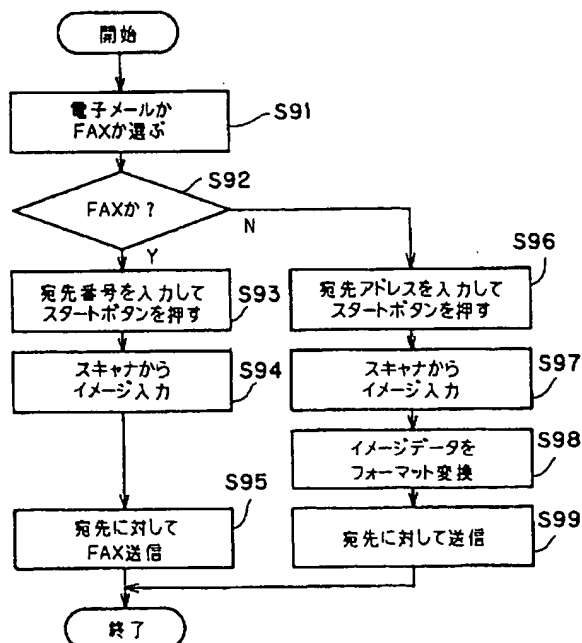 開始
電子メールか
FAXか選ぶ
S91
FAXか?
S92
N
Y
宛先番号を入力して
スタートボタンを押す
S93
スキャナから
イメージ入力
S94
宛先に対して
FAX送信
S95
宛先アドレスを入力して
スタートボタンを押す
S96
スキャナから
イメージ入力
S97
イメージデータを
フォーマット変換
S98
宛先に対して送信
S99
終了